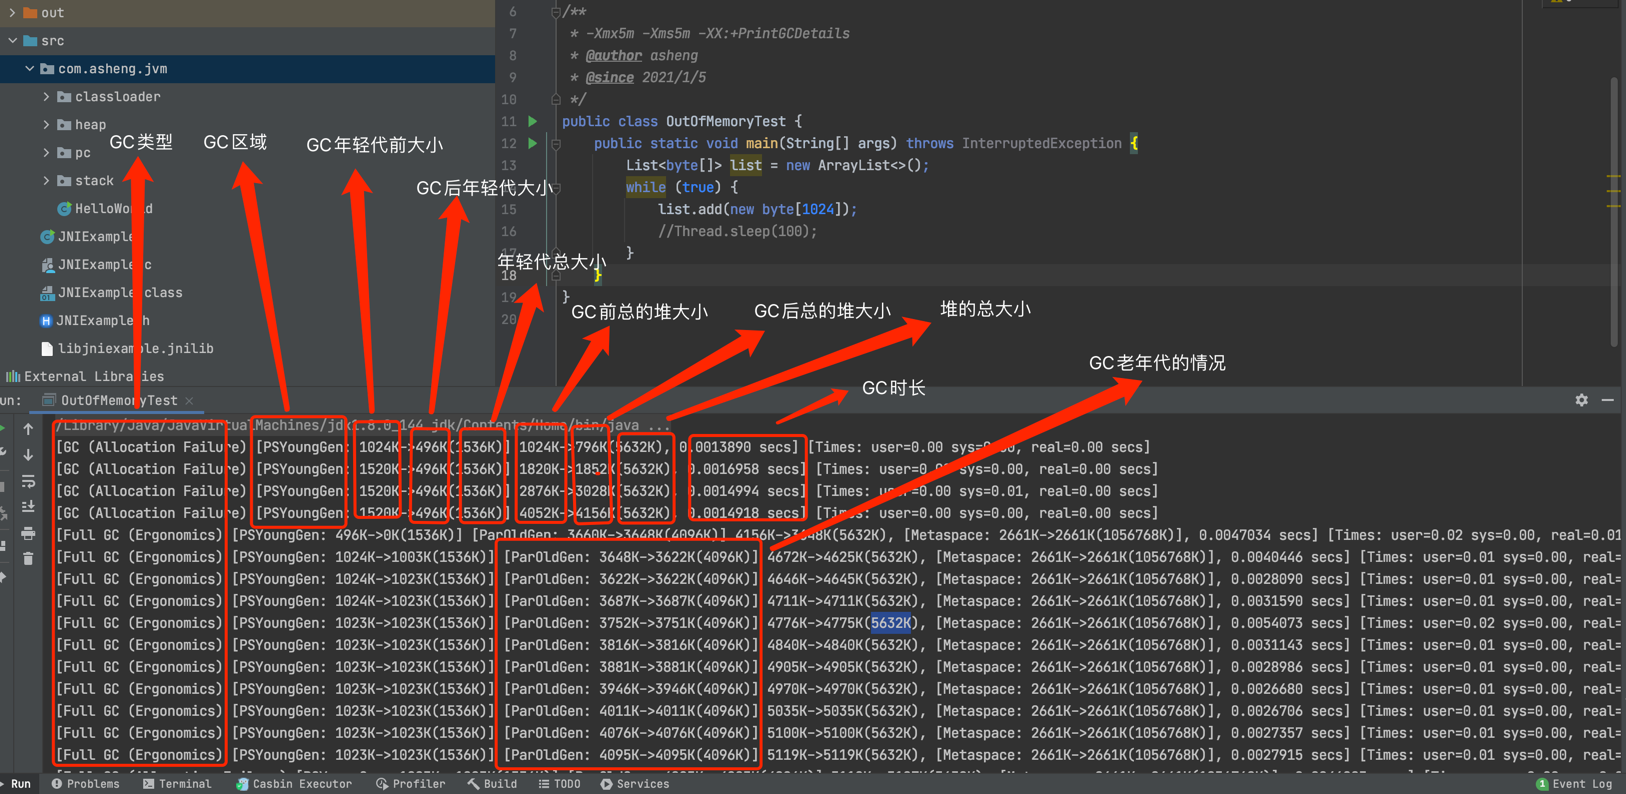 out
src
com.asheng.jvm
classloader
heap
pc
stack
HelloWorld
JNIExample
JNIExample.c
JNIExample.class
JNIExample.h
libjniexample.jnilib
External Libraries
GC类型
GC区域
GC年轻代前大小
GC后年轻代大小
年轻代总大小
GC前总的堆大小
GC后总的堆大小
堆的总大小
GC老年代的情况
GC时长
6 /**
7 * -Xmx5m -Xms5m -XX:+PrintGCDetails
8 * @author asheng
9 * @since 2021/1/5
10 */
11 public class OutOfMemoryTest {
12 public static void main(String[] args) throws InterruptedException {
13 List<byte[]> list = new ArrayList<>();
while (true) {
15 list.add(new byte[1024]);
16 //Thread.sleep(100);
17 }
18 }
19 }
20
un: OutOfMemoryTest
/Library/Java/JavaVirtualMachines/jdk1.8.0_144.jdk/Contents/Home/bin/java ...
[GC (Allocation Failure) [PSYoungGen: 1024K->496K(1536K)] 1024K->796K(5632K), 0.0013890 secs] [Times: user=0.00 sys=0.00, real=0.00 secs]
[GC (Allocation Failure) [PSYoungGen: 1520K->496K(1536K)] 1820K->1852K(5632K), 0.0016958 secs] [Times: user=0.00 sys=0.00, real=0.00 secs]
[GC (Allocation Failure) [PSYoungGen: 1520K->496K(1536K)] 2876K->3028K(5632K), 0.0014994 secs] [Times: user=0.00 sys=0.01, real=0.00 secs]
[GC (Allocation Failure) [PSYoungGen: 1520K->496K(1536K)] 4052K->4156K(5632K), 0.0014918 secs] [Times: user=0.00 sys=0.00, real=0.00 secs]
[Full GC (Ergonomics) [PSYoungGen: 496K->0K(1536K)] [ParOldGen: 3660K->3648K(4096K)] 4156K->3648K(5632K), [Metaspace: 2661K->2661K(1056768K)], 0.0047034 secs] [Times: user=0.02 sys=0.00, real=0.01
[Full GC (Ergonomics) [PSYoungGen: 1024K->1003K(1536K)] [ParOldGen: 3648K->3622K(4096K)] 4672K->4625K(5632K), [Metaspace: 2661K->2661K(1056768K)], 0.0040446 secs] [Times: user=0.01 sys=0.00, real=
[Full GC (Ergonomics) [PSYoungGen: 1024K->1023K(1536K)] [ParOldGen: 3622K->3622K(4096K)] 4646K->4645K(5632K), [Metaspace: 2661K->2661K(1056768K)], 0.0028090 secs] [Times: user=0.01 sys=0.00, real=
[Full GC (Ergonomics) [PSYoungGen: 1024K->1023K(1536K)] [ParOldGen: 3687K->3687K(4096K)] 4711K->4711K(5632K), [Metaspace: 2661K->2661K(1056768K)], 0.0031590 secs] [Times: user=0.01 sys=0.00, real=
[Full GC (Ergonomics) [PSYoungGen: 1023K->1023K(1536K)] [ParOldGen: 3752K->3751K(4096K)] 4776K->4775K(5632K), [Metaspace: 2661K->2661K(1056768K)], 0.0054073 secs] [Times: user=0.02 sys=0.00, real=
[Full GC (Ergonomics) [PSYoungGen: 1023K->1023K(1536K)] [ParOldGen: 3816K->3816K(4096K)] 4840K->4840K(5632K), [Metaspace: 2661K->2661K(1056768K)], 0.0031143 secs] [Times: user=0.01 sys=0.00, real=
[Full GC (Ergonomics) [PSYoungGen: 1023K->1023K(1536K)] [ParOldGen: 3881K->3881K(4096K)] 4905K->4905K(5632K), [Metaspace: 2661K->2661K(1056768K)], 0.0028986 secs] [Times: user=0.01 sys=0.00, real=
[Full GC (Ergonomics) [PSYoungGen: 1023K->1023K(1536K)] [ParOldGen: 3946K->3946K(4096K)] 4970K->4970K(5632K), [Metaspace: 2661K->2661K(1056768K)], 0.0026680 secs] [Times: user=0.01 sys=0.00, real=
[Full GC (Ergonomics) [PSYoungGen: 1023K->1023K(1536K)] [ParOldGen: 4011K->4011K(4096K)] 5035K->5035K(5632K), [Metaspace: 2661K->2661K(1056768K)], 0.0026706 secs] [Times: user=0.01 sys=0.00, real=
[Full GC (Ergonomics) [PSYoungGen: 1023K->1023K(1536K)] [ParOldGen: 4076K->4076K(4096K)] 5100K->5100K(5632K), [Metaspace: 2661K->2661K(1056768K)], 0.0027357 secs] [Times: user=0.01 sys=0.00, real=
[Full GC (Ergonomics) [PSYoungGen: 1023K->1023K(1536K)] [ParOldGen: 4095K->4095K(4096K)] 5119K->5119K(5632K), [Metaspace: 2661K->2661K(1056768K)], 0.0027915 secs] [Times: user=0.01 sys=0.00, real=
Run Problems Terminal Casbin Executor Profiler Build TODO Services 1 Event Log